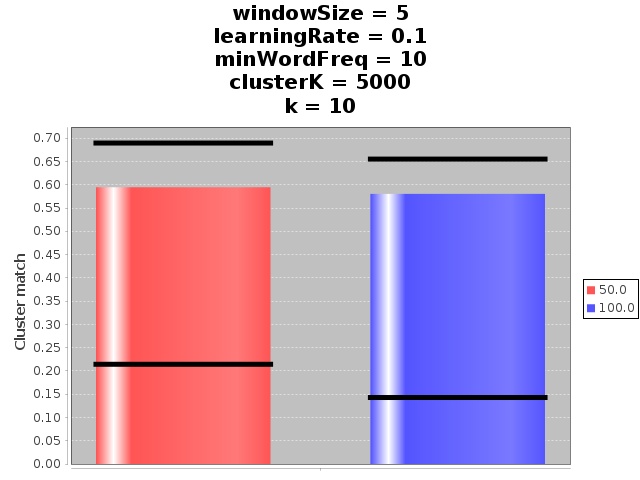 windowSize = 5
learningRate = 0.1
minWordFreq = 10
clusterK = 5000
k = 10
0.70
0.65
0.60
0.55
0.50
0.45
0.40
0.35
0.30
0.25
0.20
0.15
0.10
0.05
0.00
Cluster match
50.0
100.0